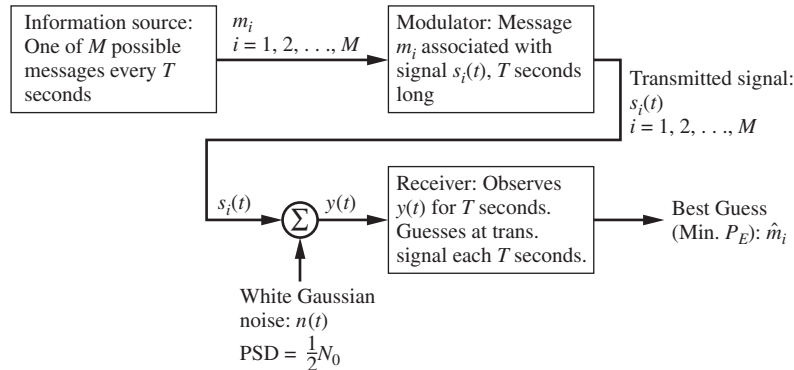 Information source:
One of M possible
messages every T
seconds
m_i
i = 1, 2, . . ., M
Modulator: Message
m_i associated with
signal s_i(t), T seconds
long
Transmitted signal:
s_i(t)
i = 1, 2, . . ., M
s_i(t)
Σ
y(t)
Receiver: Observes
y(t) for T seconds.
Guesses at trans.
signal each T seconds.
Best Guess
(Min. P_E): m̂_i
White Gaussian
noise: n(t)
PSD = ½N_0